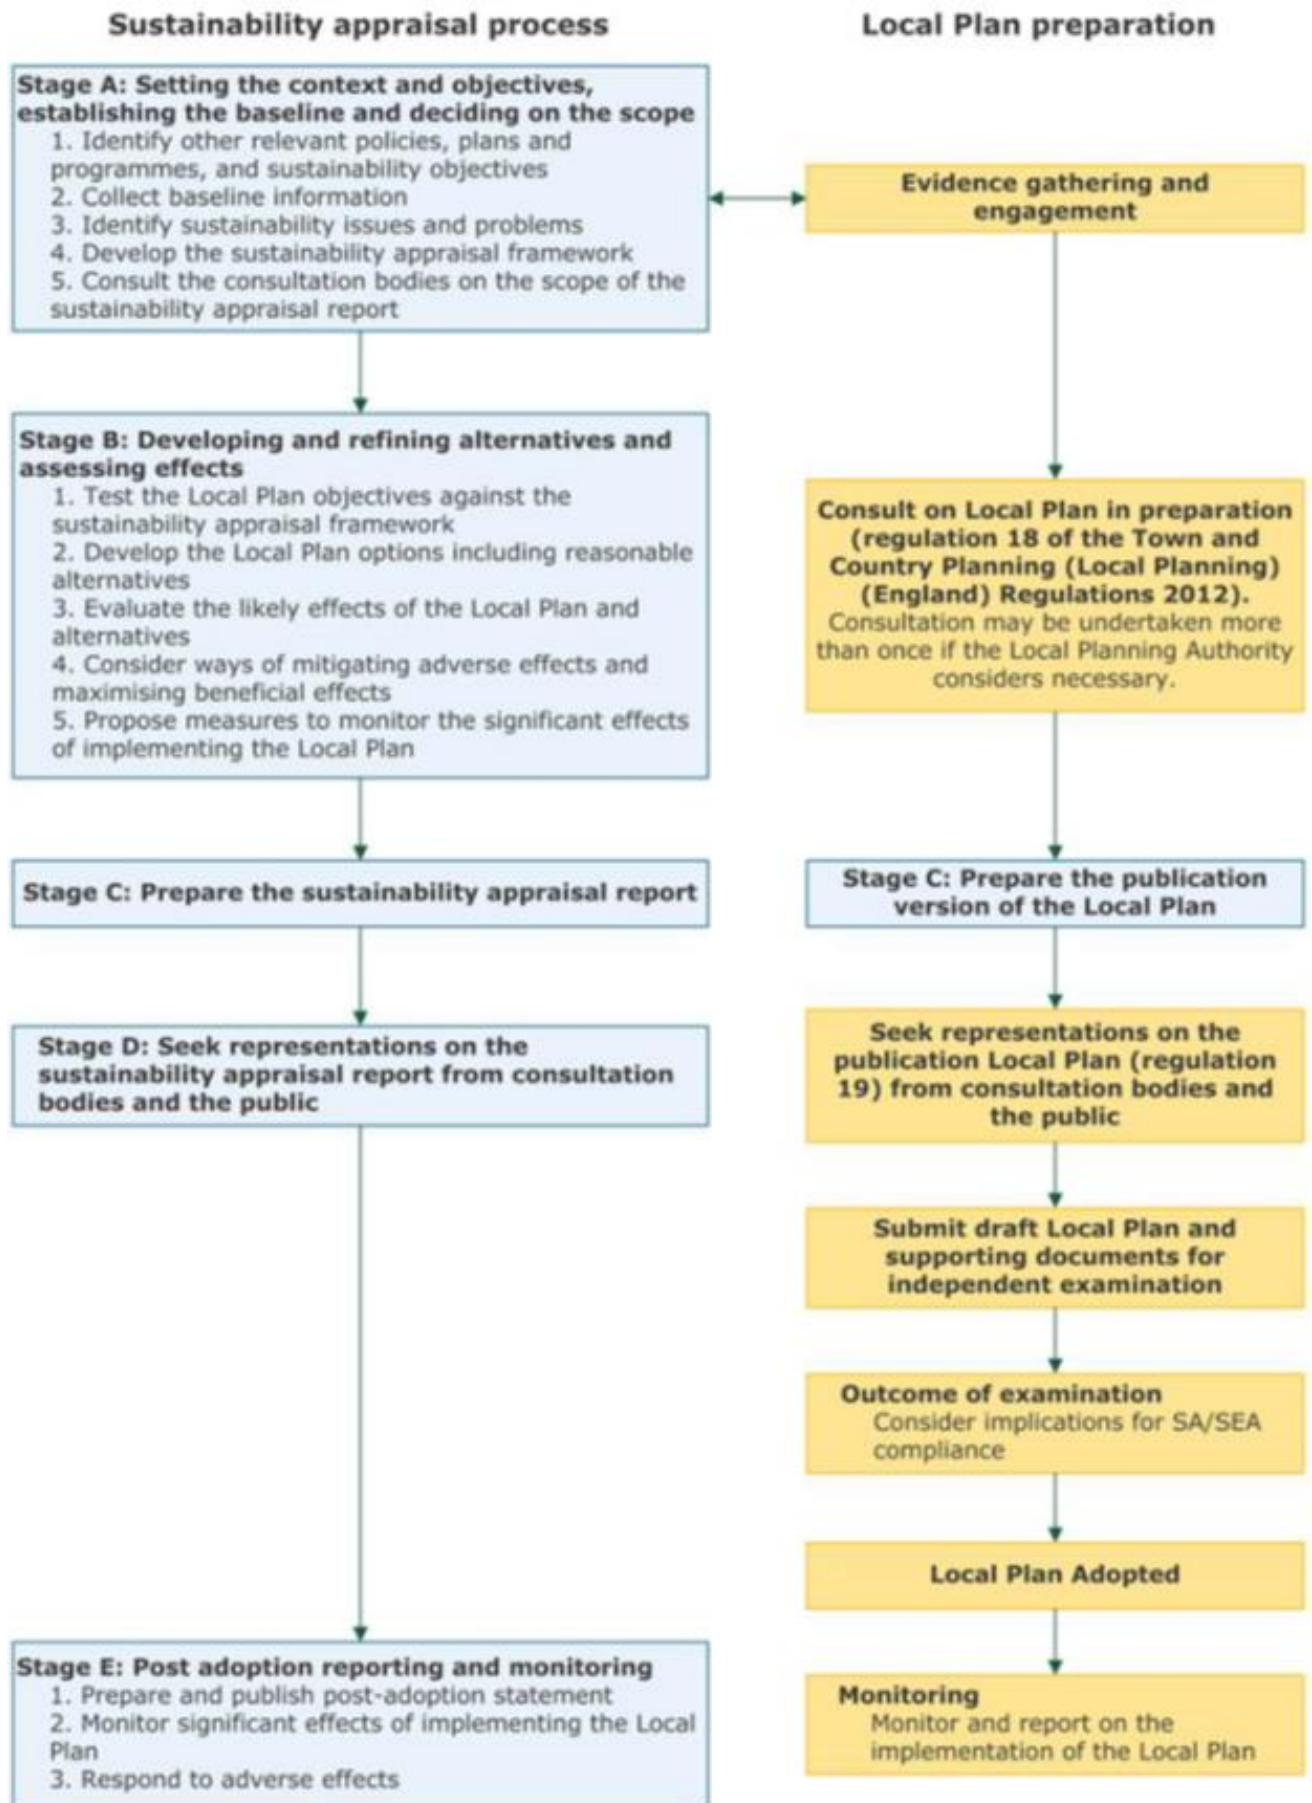 Sustainability appraisal process
Stage A: Setting the context and objectives,
establishing the baseline and deciding on the scope
1. Identify other relevant policies, plans and
programmes, and sustainability objectives
2. Collect baseline information
3. Identify sustainability issues and problems
4. Develop the sustainability appraisal framework
5. Consult the consultation bodies on the scope of the
sustainability appraisal report
Stage B: Developing and refining alternatives and
assessing effects
1. Test the Local Plan objectives against the
sustainability appraisal framework
2. Develop the Local Plan options including reasonable
alternatives
3. Evaluate the likely effects of the Local Plan and
alternatives
4. Consider ways of mitigating adverse effects and
maximising beneficial effects
5. Propose measures to monitor the significant effects
of implementing the Local Plan
Stage C: Prepare the sustainability appraisal report
Stage D: Seek representations on the
sustainability appraisal report from consultation
bodies and the public
Stage E: Post adoption reporting and monitoring
1. Prepare and publish post-adoption statement
2. Monitor significant effects of implementing the Local
Plan
3. Respond to adverse effects
Local Plan preparation
Evidence gathering and
engagement
Consult on Local Plan in preparation
(regulation 18 of the Town and
Country Planning (Local Planning)
(England) Regulations 2012).
Consultation may be undertaken more
than once if the Local Planning Authority
considers necessary.
Stage C: Prepare the publication
version of the Local Plan
Seek representations on the
publication Local Plan (regulation
19) from consultation bodies and
the public
Submit draft Local Plan and
supporting documents for
independent examination
Outcome of examination
Consider implications for SA/SEA
compliance
Local Plan Adopted
Monitoring
Monitor and report on the
implementation of the Local Plan